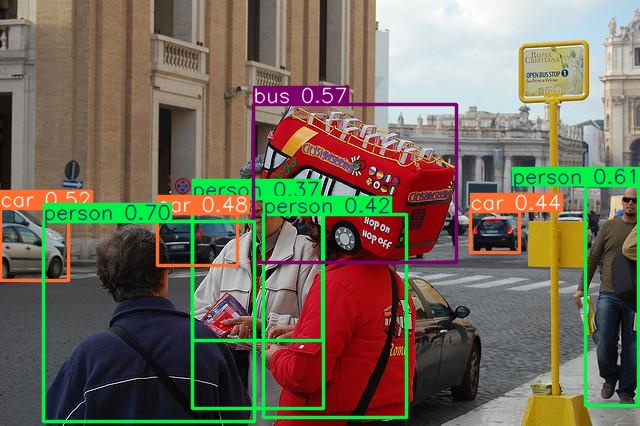 ROMA
CRISTIANA
OPEN BUS STOP 1
bus 0.57
person 0.37
person 0.61
car 0.52
person 0.70
car 0.48
person 0.42
car 0.44
HOP ON
HOP OFF